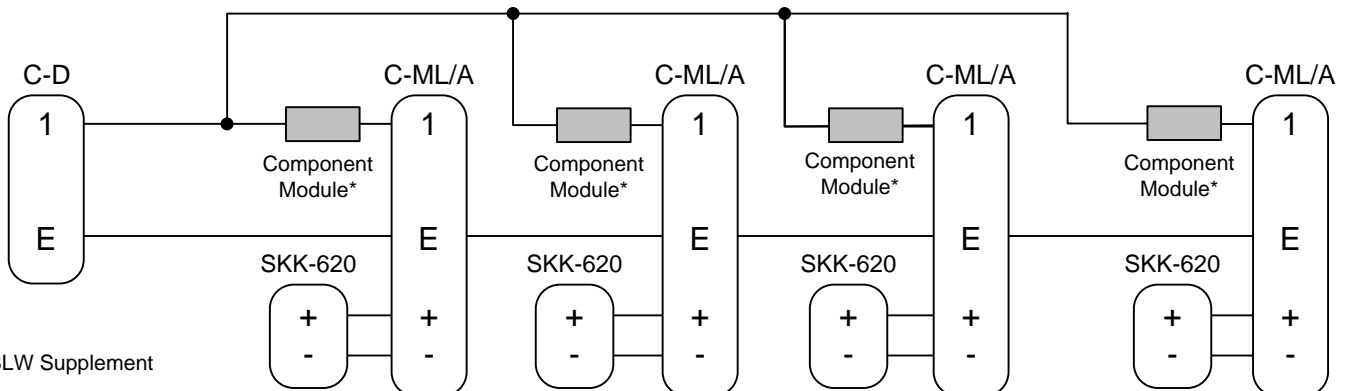 C-D C-ML/A C-ML/A C-ML/A C-ML/A
1 1 1 1 1
Component Module* Component Module* Component Module* Component Module*
E E E E E
SKK-620 SKK-620 SKK-620 SKK-620
+ + + + + + + +
- - - - - - - -
Supplement